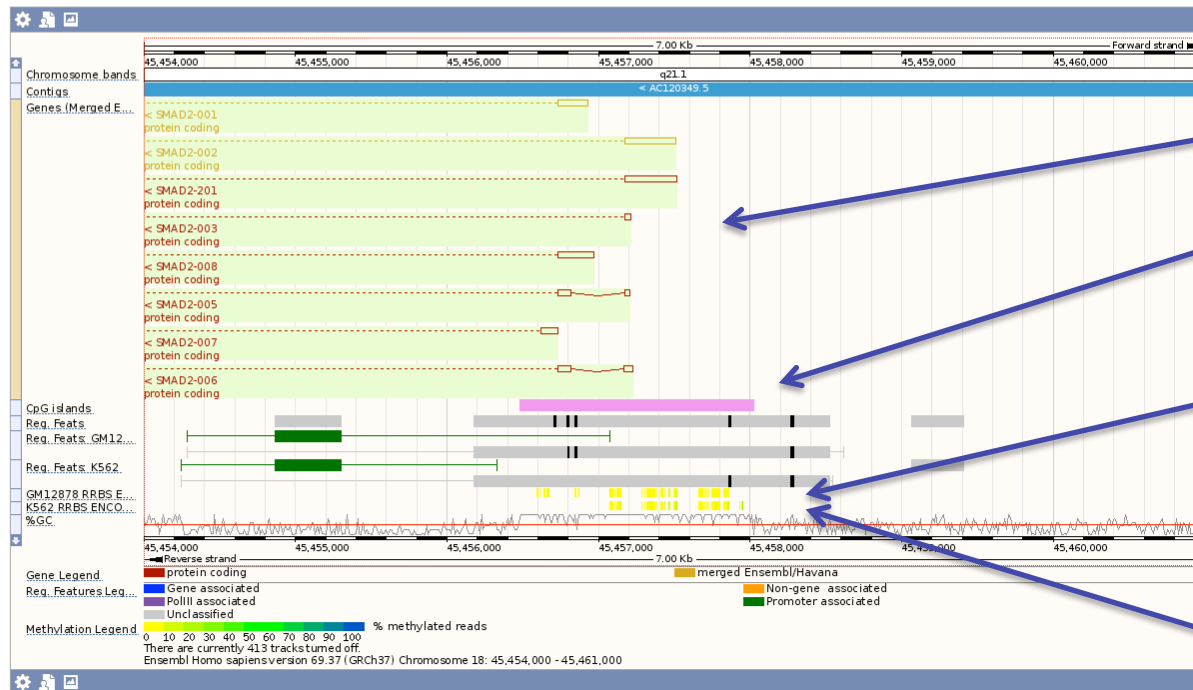 7.00 Kb
Forward strand
45,454,000 45,455,000 45,456,000 45,457,000 45,458,000 45,459,000 45,460,000
Chromosome bands
q21.1
Contigs
< AC120349.5
Genes (Merged E...
< SMAD2-001
protein coding
< SMAD2-002
protein coding
< SMAD2-201
protein coding
< SMAD2-003
protein coding
< SMAD2-008
protein coding
< SMAD2-005
protein coding
< SMAD2-007
protein coding
< SMAD2-006
protein coding
CpG islands
Reg. Feats
Reg. Feats: GM12...
Reg. Feats: K562
GM12878 RRBS E...
K562 RRBS ENCO...
%GC
45,454,000 45,455,000 45,456,000 45,457,000 45,458,000 45,459,000 45,460,000
Reverse strand
7.00 Kb
Gene Legend
protein coding
merged Ensembl/Havana
Reg. Features Leg...
Gene associated
Non-gene associated
PolIII associated
Promoter associated
Unclassified
Methylation Legend
% methylated reads
0 10 20 30 40 50 60 70 80 90 100
There are currently 413 tracks turned off.
Ensembl Homo sapiens version 69.37 (GRCh37) Chromosome 18: 45,454,000 - 45,461,000